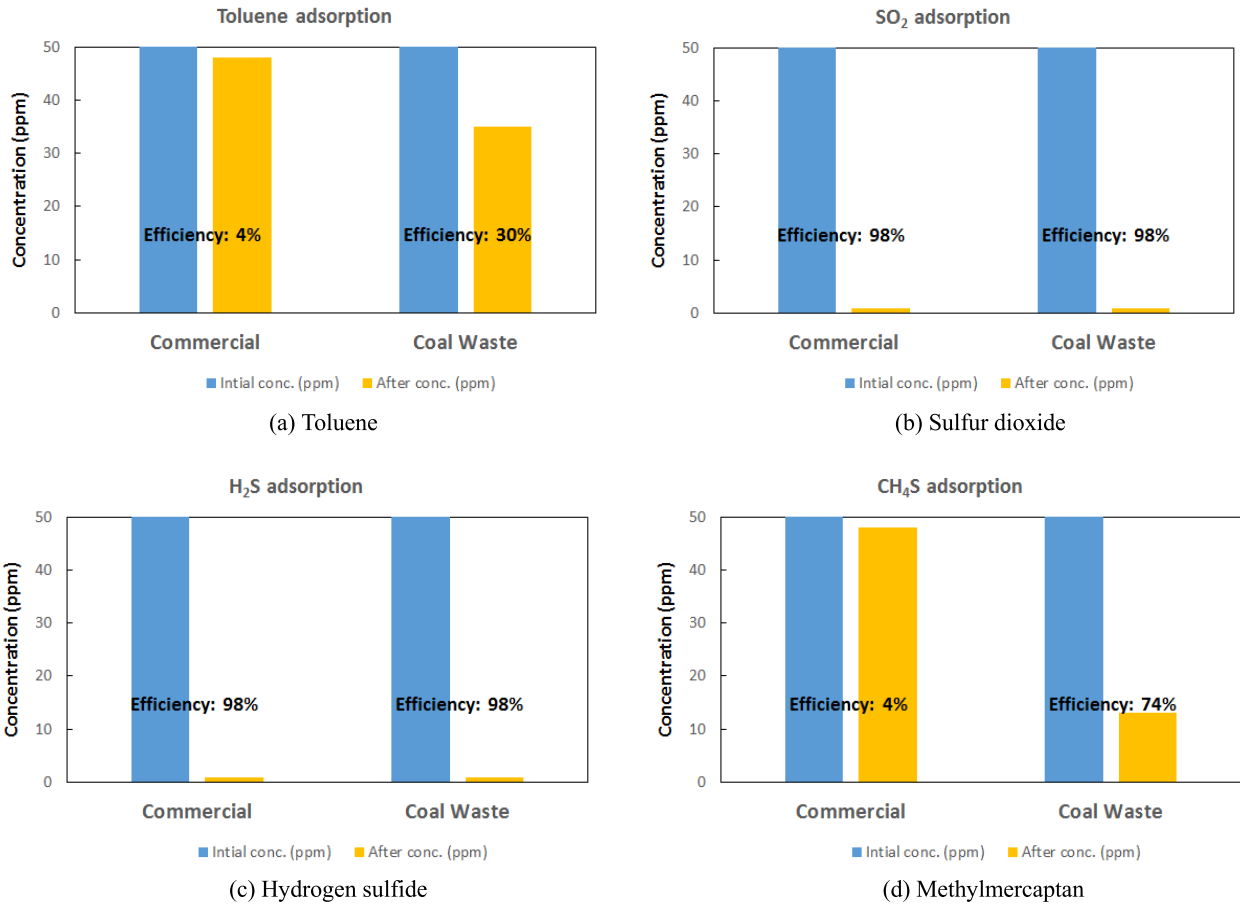 Toluene adsorption
Concentration (ppm)
50
40
30
20
10
0
Efficiency: 4%
Efficiency: 30%
Commercial
Coal Waste
Intial conc. (ppm)
After conc. (ppm)
(a) Toluene
SO₂ adsorption
Concentration (ppm)
50
40
30
20
10
0
Efficiency: 98%
Efficiency: 98%
Commercial
Coal Waste
Intial conc. (ppm)
After conc. (ppm)
(b) Sulfur dioxide
H₂S adsorption
Concentration (ppm)
50
40
30
20
10
0
Efficiency: 98%
Efficiency: 98%
Commercial
Coal Waste
Intial conc. (ppm)
After conc. (ppm)
(c) Hydrogen sulfide
CH₄S adsorption
Concentration (ppm)
50
40
30
20
10
0
Efficiency: 4%
Efficiency: 74%
Commercial
Coal Waste
Intial conc. (ppm)
After conc. (ppm)
(d) Methylmercaptan